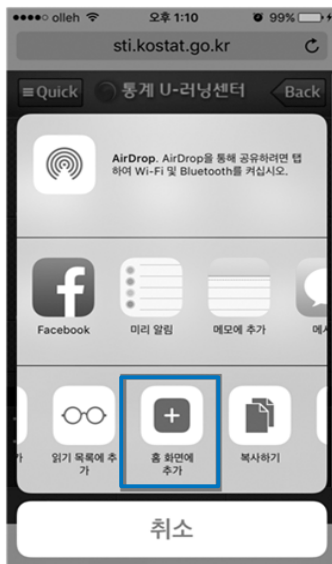 olleh 오후 1:10 99%
sti.kostat.go.kr
Quick 통계 U-러닝센터 Back
AirDrop. AirDrop을 통해 공유하려면 탭
하여 Wi-Fi 및 Bluetooth를 켜십시오.
Facebook 미리 알림 메모에 추가
읽기 목록에 추
가
홈 화면에
추가
복사하기
취소